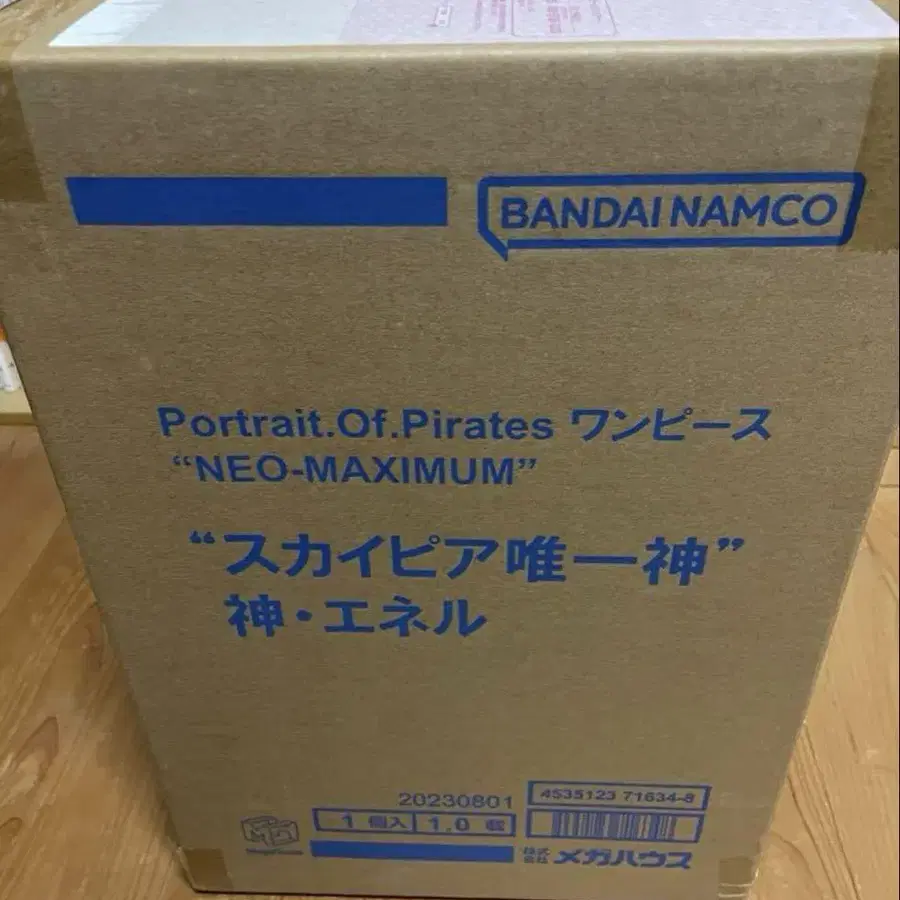 BANDAI NAMCO
Portrait.Of.Pirates ワンピース
“NEO-MAXIMUM”
“スカイピア唯一神”
神・エネル
20230801
4535123 71634-8
1 個入 1.0 載
株式会社 メガハウス